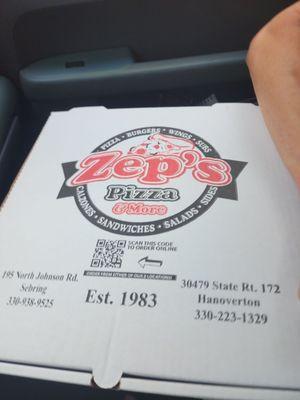 PIZZA • BURGERS • WINGS • SUBS
Zep's
Pizza
& More
CALZONES • SANDWICHES • SALADS • SIDES
SCAN THIS CODE
TO ORDER ONLINE
ORDER FROM EITHER OF OUR 2 LOCATIONS!
195 North Johnson Rd.
Sebring
330-938-9525
Est. 1983
30479 State Rt. 172
Hanoverton
330-223-1329